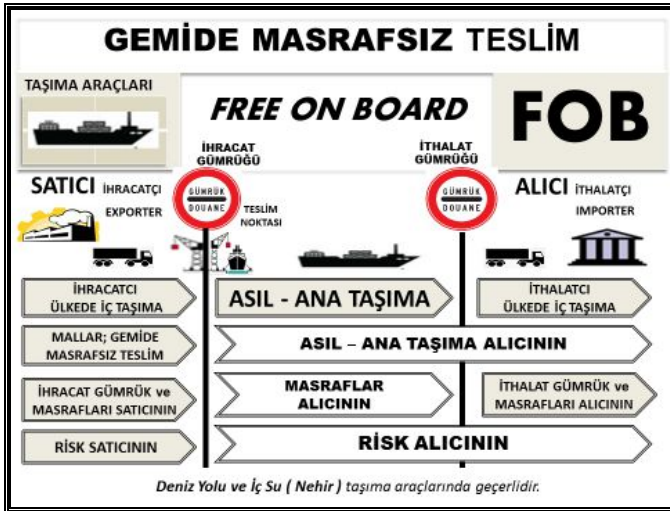 GEMİDE MASRAFSIZ TESLİM
TAŞIMA ARAÇLARI
FREE ON BOARD
FOB
İHRACAT
GÜMRÜĞÜ
İTHALAT
GÜMRÜĞÜ
SATICI İHRACATÇI
EXPORTER
GÜMRÜK
DOUANE
TESLİM
NOKTASI
GÜMRÜK
DOUANE
ALICI İTHALATÇI
IMPORTER
İHRACATCI
ÜLKEDE İÇ TAŞIMA
ASIL - ANA TAŞIMA
İTHALATCI
ÜLKEDE İÇ TAŞIMA
MALLAR; GEMİDE
MASRAFSIZ TESLİM
ASIL – ANA TAŞIMA ALICININ
İHRACAT GÜMRÜK ve
MASRAFLARI SATICININ
MASRAFLAR
ALICININ
İTHALAT GÜMRÜK ve
MASRAFLARI ALICININ
RİSK SATICININ
RİSK ALICININ
Deniz Yolu ve İç Su ( Nehir ) taşıma araçlarında geçerlidir.